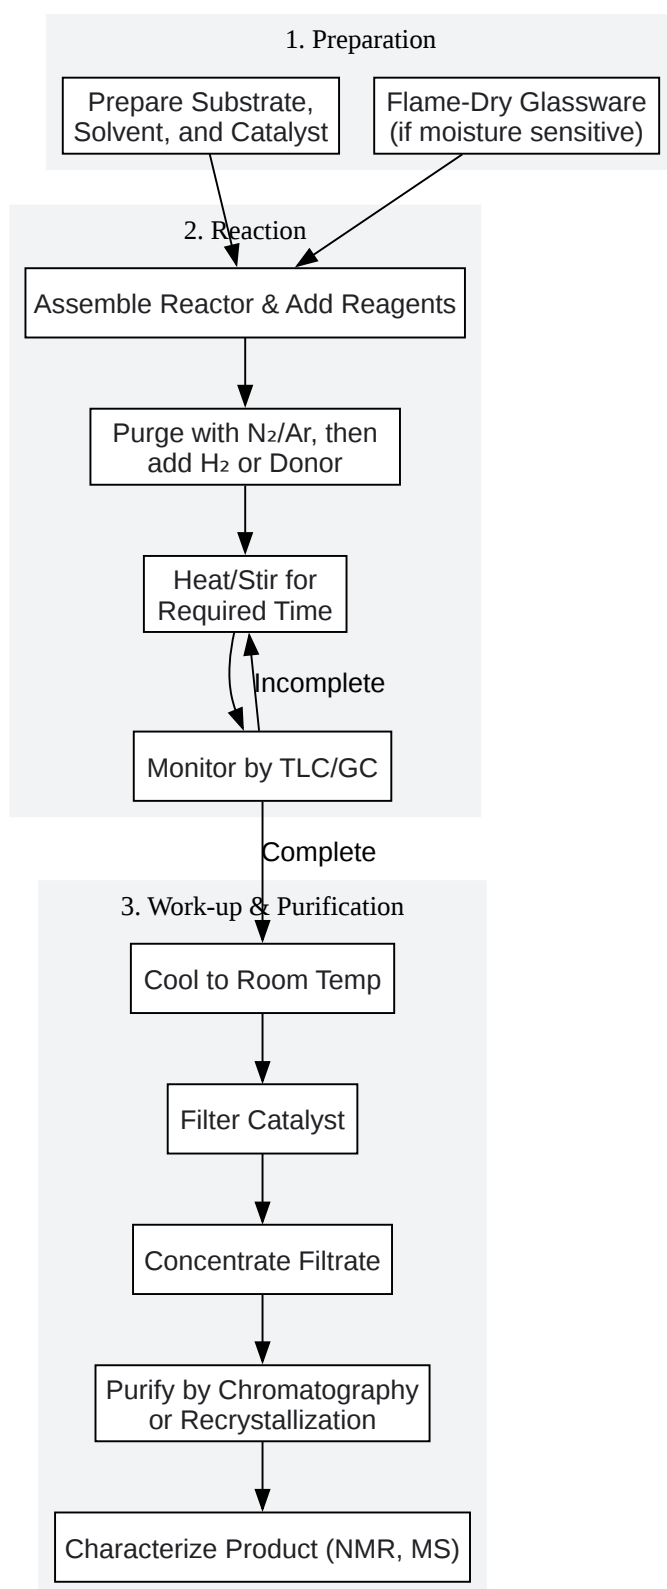 1. Preparation
Prepare Substrate,
Solvent, and Catalyst
Flame-Dry Glassware
(if moisture sensitive)
2. Reaction
Assemble Reactor & Add Reagents
Purge with N₂/Ar, then
add H₂ or Donor
Heat/Stir for
Required Time
Incomplete
Monitor by TLC/GC
Complete
3. Work-up & Purification
Cool to Room Temp
Filter Catalyst
Concentrate Filtrate
Purify by Chromatography
or Recrystallization
Characterize Product (NMR, MS)